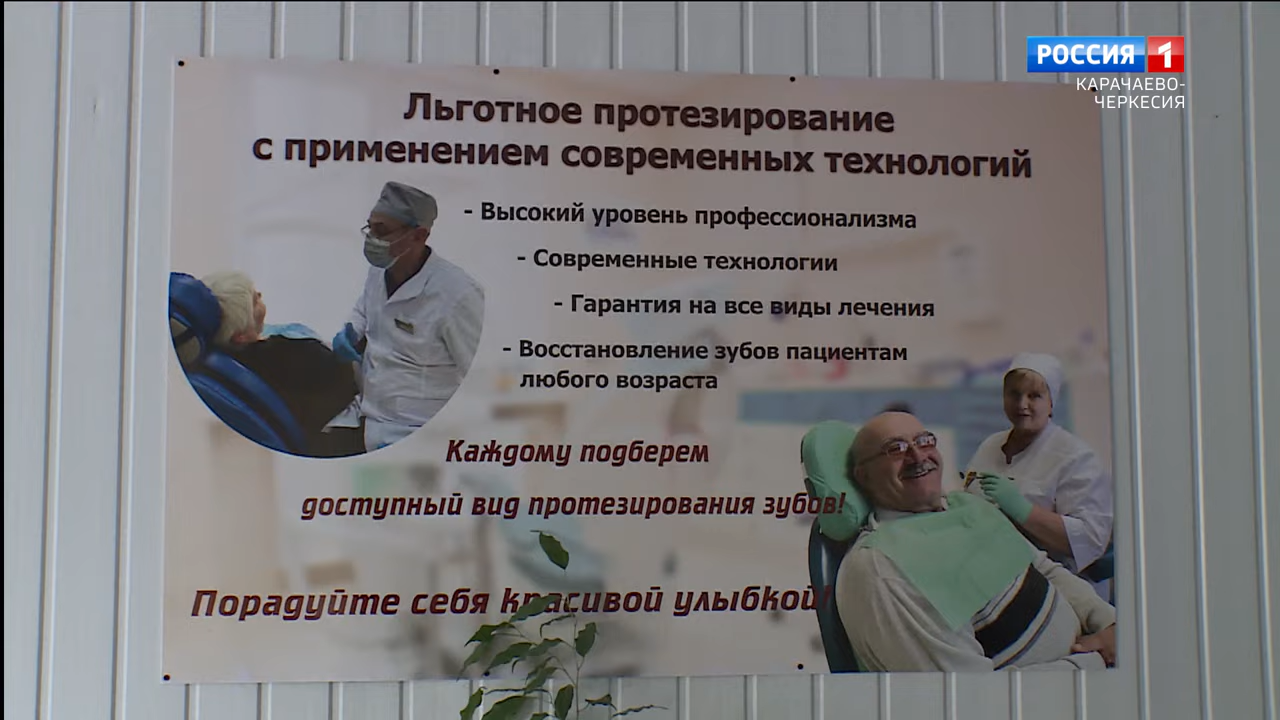 РОССИЯ 1
КАРАЧАЕВО-
ЧЕРКЕСИЯ
Льготное протезирование
с применением современных технологий
- Высокий уровень профессионализма
- Современные технологии
- Гарантия на все виды лечения
- Восстановление зубов пациентам
любого возраста
Каждому подберем
доступный вид протезирования зубов!
Порадуйте себя красивой улыбкой!